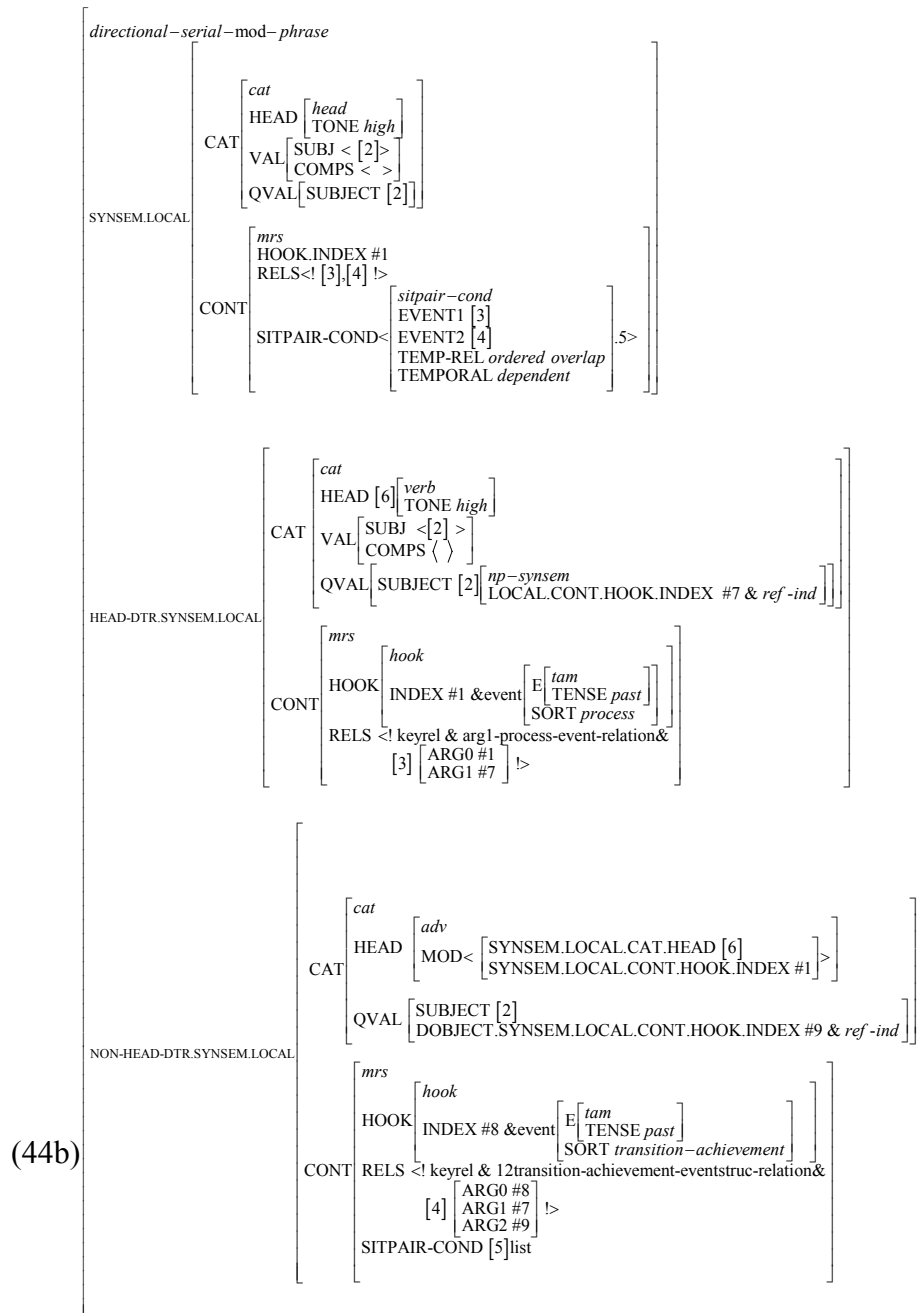 directional−serial−mod−phrase
SYNSEM.LOCAL
CAT
cat
HEAD [head
TONE high]
VAL [SUBJ < [2]>
COMPS < >]
QVAL[SUBJECT [2]]
CONT
mrs
HOOK.INDEX #1
RELS<! [3],[4] !>
SITPAIR-COND<
sitpair−cond
EVENT1 [3]
EVENT2 [4]
TEMP-REL ordered overlap
TEMPORAL dependent
.5>
HEAD-DTR.SYNSEM.LOCAL
CAT
cat
HEAD [6][verb
TONE high]
VAL[SUBJ <[2] >
COMPS ⟨ ⟩]
QVAL[SUBJECT [2][np−synsem
LOCAL.CONT.HOOK.INDEX #7 & ref -ind]]
CONT
mrs
HOOK
hook
INDEX #1 &event[E[tam
TENSE past]
SORT process]
RELS <! keyrel & arg1-process-event-relation&
[3] [ARG0 #1
ARG1 #7] !>
NON-HEAD-DTR.SYNSEM.LOCAL
CAT
cat
HEAD
adv
MOD< [SYNSEM.LOCAL.CAT.HEAD [6]
SYNSEM.LOCAL.CONT.HOOK.INDEX #1]>
QVAL [SUBJECT [2]
DOBJECT.SYNSEM.LOCAL.CONT.HOOK.INDEX #9 & ref -ind]
CONT
mrs
HOOK
hook
INDEX #8 &event[E[tam
TENSE past]
SORT transition−achievement]
RELS <! keyrel & 12transition-achievement-eventstruc-relation&
[4] [ARG0 #8
ARG1 #7
ARG2 #9] !>
SITPAIR-COND [5]list
(44b)